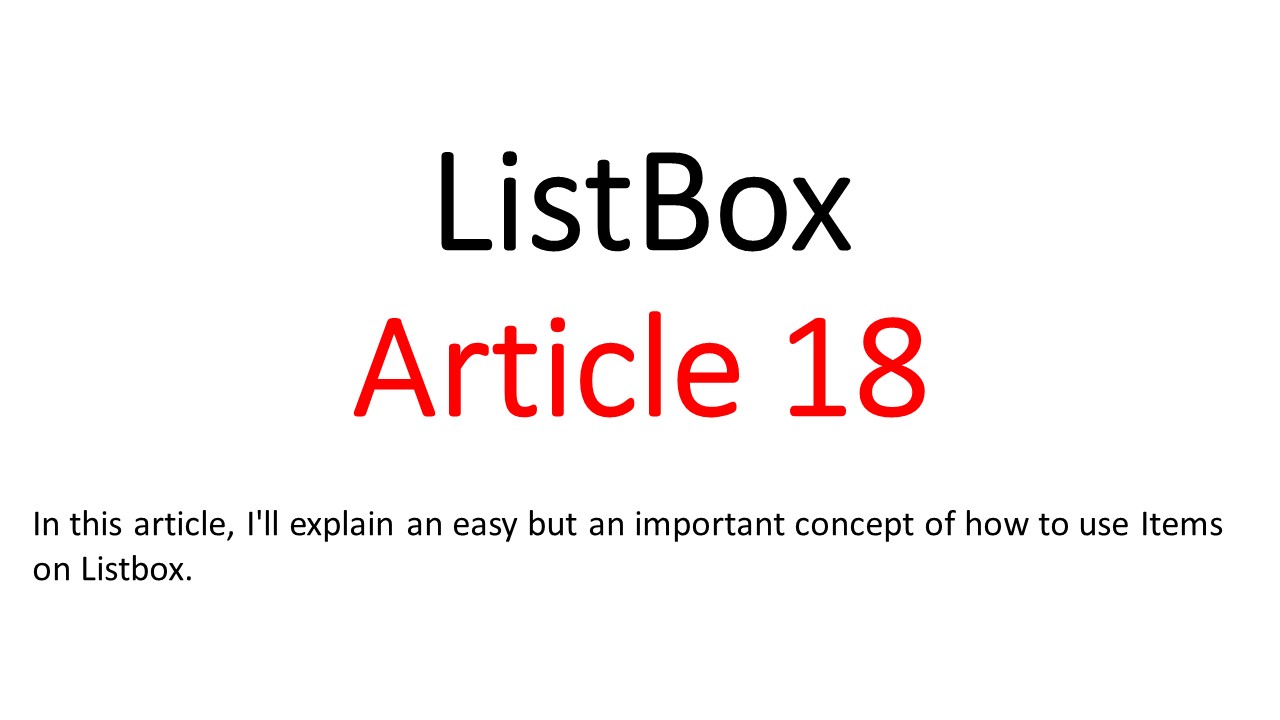 ListBox
Article 18
In this article, I'll explain an easy but an important concept of how to use Items
on Listbox.